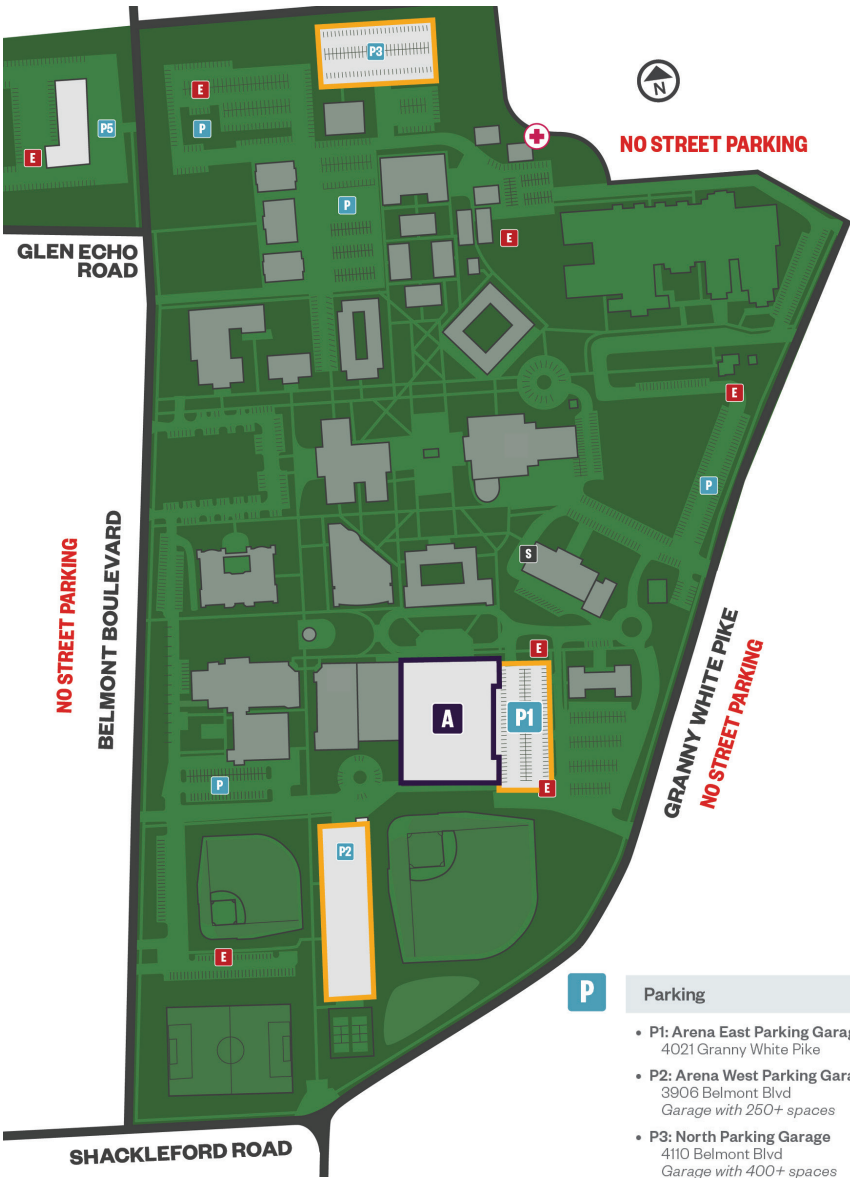 P3
N
NO STREET PARKING
E
P
P5
E
P
E
GLEN ECHO
ROAD
E
P
NO STREET PARKING
BELMONT BOULEVARD
S
E
GRANNY WHITE PIKE
NO STREET PARKING
A
P1
P
E
P2
E
P
Parking
• P1: Arena East Parking Garag
4021 Granny White Pike
• P2: Arena West Parking Gara
3906 Belmont Blvd
Garage with 250+ spaces
• P3: North Parking Garage
4110 Belmont Blvd
Garage with 400+ spaces
SHACKLEFORD ROAD